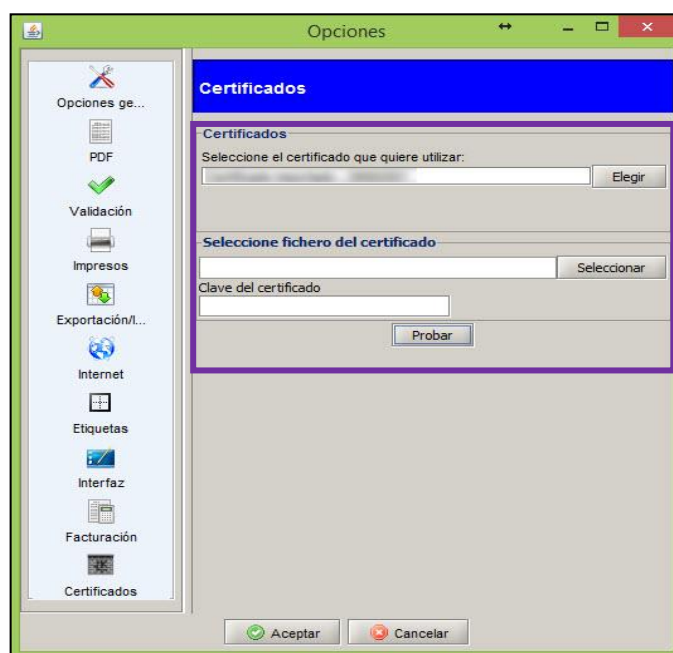 Opciones
Opciones ge...
PDF
Validación
Impresos
Exportación/I...
Internet
Etiquetas
Interfaz
Facturación
Certificados
Certificados
Certificados
Seleccione el certificado que quiere utilizar:
Elegir
Seleccione fichero del certificado
Seleccionar
Clave del certificado
Probar
Aceptar
Cancelar